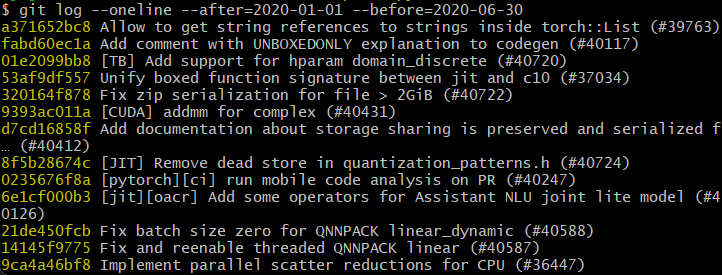 $ git log --oneline --after=2020-01-01 --before=2020-06-30
a371652bc8 Allow to get string references to strings inside torch::List (#39763)
fabd60ec1a Add comment with UNBOXEDONLY explanation to codegen (#40117)
01e2099bb8 [TB] Add support for hparam domain_discrete (#40720)
53af9df557 Unify boxed function signature between jit and c10 (#37034)
320164f878 Fix zip serialization for file > 2GiB (#40722)
9393ac011a [CUDA] addmm for complex (#40431)
d7cd16858f Add documentation about storage sharing is preserved and serialized f
… (#40412)
8f5b28674c [JIT] Remove dead store in quantization_patterns.h (#40724)
0235676f8a [pytorch][ci] run mobile code analysis on PR (#40247)
6e1cf000b3 [jit][oacr] Add some operators for Assistant NLU joint lite model (#4
0126)
21de450fcb Fix batch size zero for QNNPACK linear_dynamic (#40588)
14145f9775 Fix and reenable threaded QNNPACK linear (#40587)
9ca4a46bf8 Implement parallel scatter reductions for CPU (#36447)